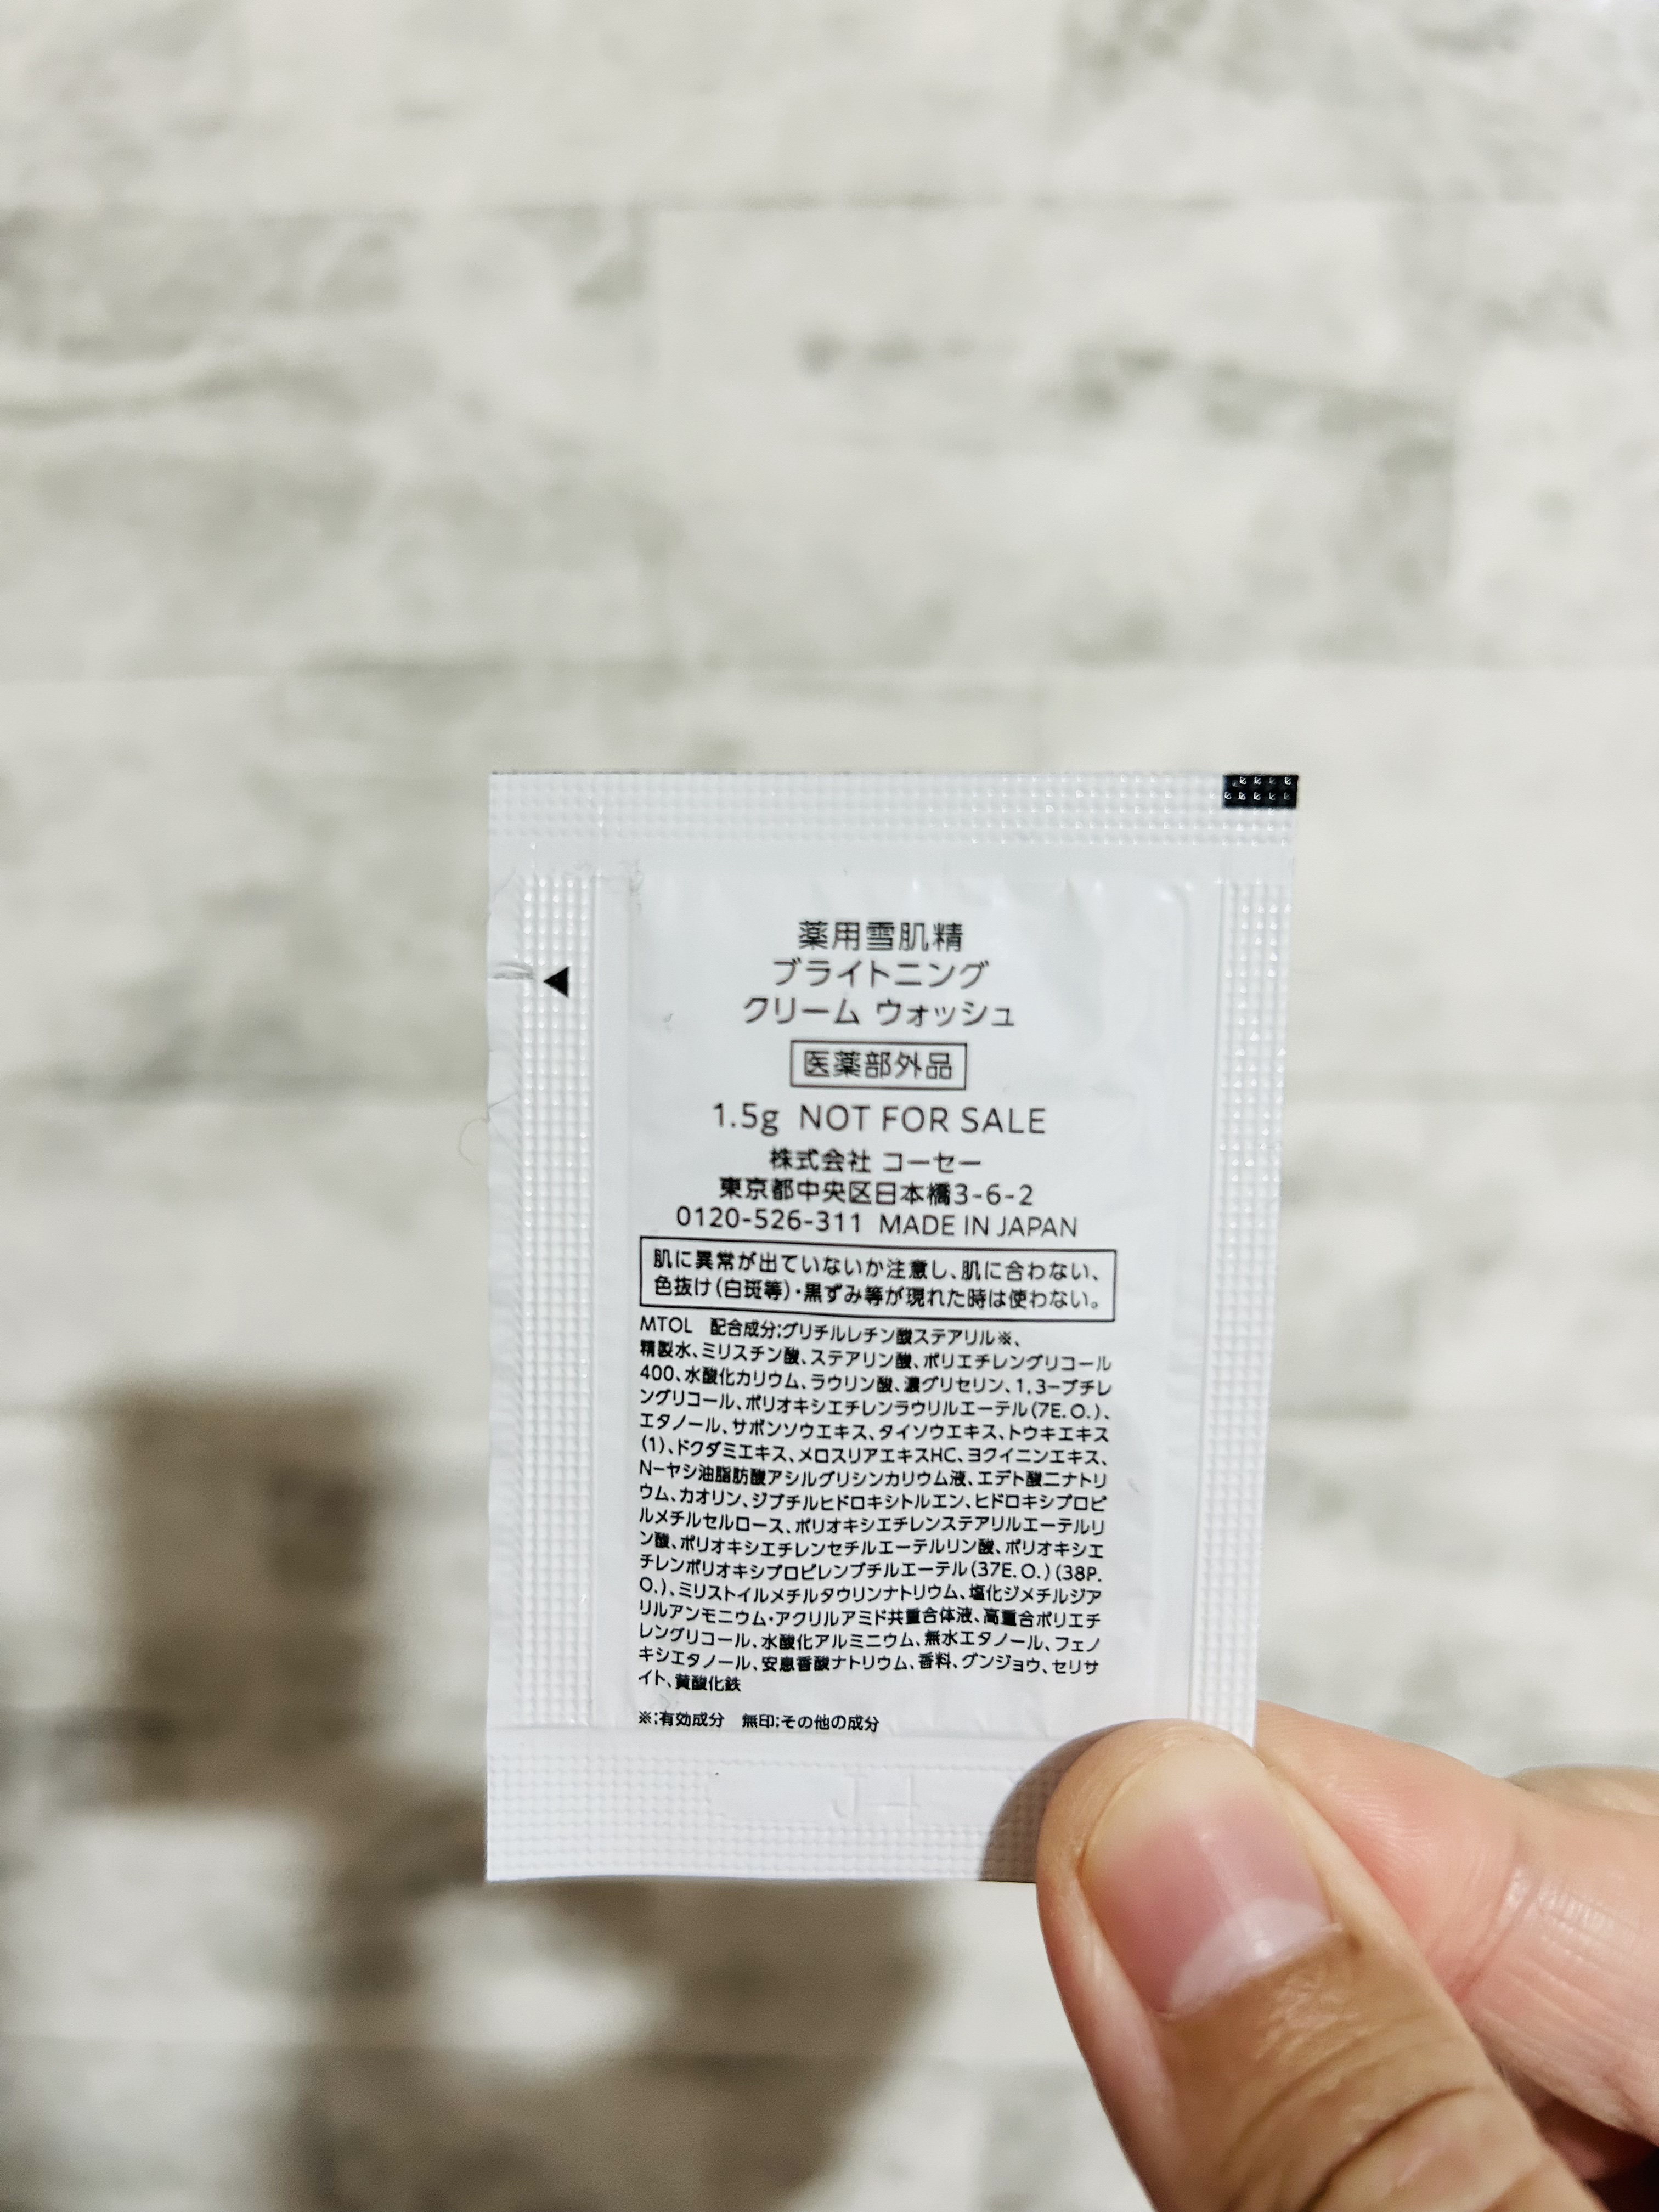 薬用雪肌精
ブライトニング
クリーム ウォッシュ
医薬部外品
1.5g NOT FOR SALE
株式会社 コーセー
東京都中央区日本橋3-6-2
0120-526-311 MADE IN JAPAN
肌に異常が出ていないか注意し、肌に合わない、
色抜け(白斑等)・黒ずみ等が現れた時は使わない。
MTOL 配合成分:グリチルレチン酸ステアリル※、
精製水、ミリスチン酸、ステアリン酸、ポリエチレングリコール
400、水酸化カリウム、ラウリン酸、濃グリセリン、1,3-ブチレ
ングリコール、ポリオキシエチレンラウリルエーテル(7E.O.)、
エタノール、サボンソウエキス、タイソウエキス、トウキエキス
(1)、ドクダミエキス、メロスリアエキスHC、ヨクイニンエキス、
N-ヤシ油脂肪酸アシルグリシンカリウム液、エデト酸二ナトリ
ウム、カオリン、ジブチルヒドロキシトルエン、ヒドロキシプロピ
ルメチルセルロース、ポリオキシエチレンステアリルエーテルリ
ン酸、ポリオキシエチレンセチルエーテルリン酸、ポリオキシエ
チレンポリオキシプロピレンブチルエーテル(37E.O.)(38P.
O.)、ミリストイルメチルタウリンナトリウム、塩化ジメチルジア
リルアンモニウム・アクリルアミド共重合体液、高重合ポリエチ
レングリコール、水酸化アルミニウム、無水エタノール、フェノ
キシエタノール、安息香酸ナトリウム、香料、グンジョウ、セリサ
イト、黄酸化鉄
※:有効成分 無印:その他の成分